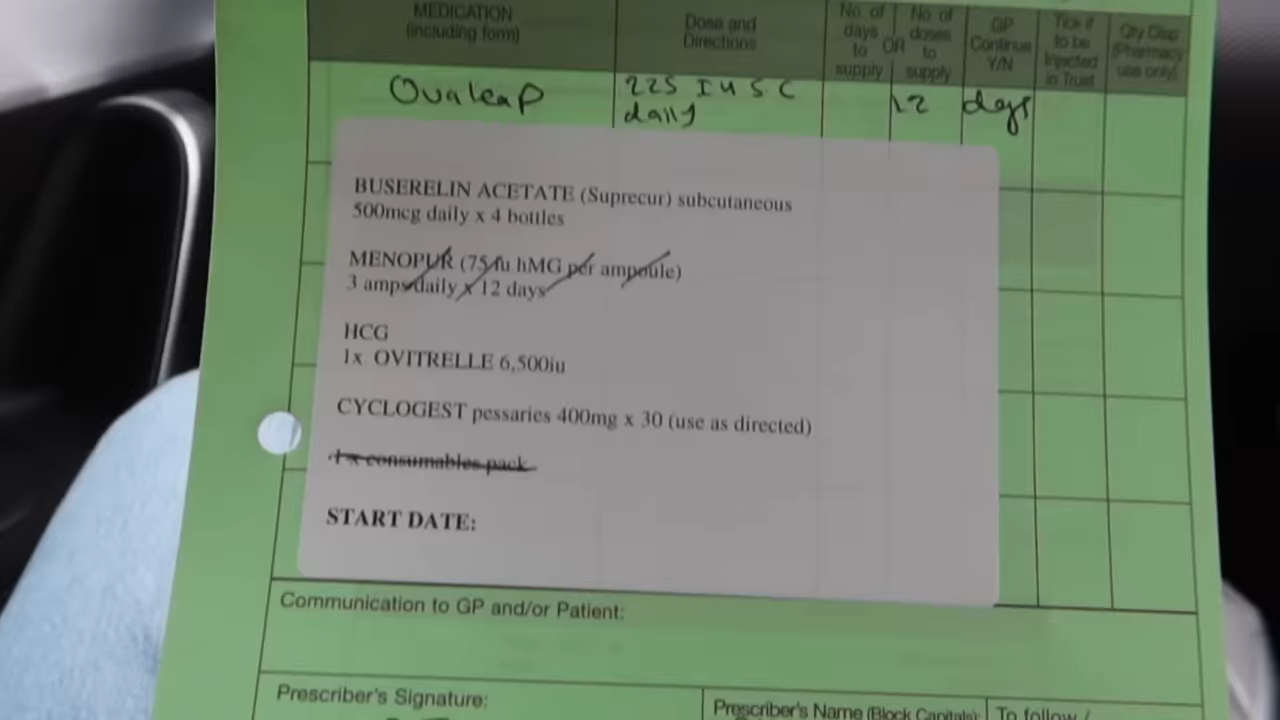 MEDICATION
(including form)
Dose and
Directions
No. of
days
to
supply
OR
No. of
doses
to
supply
GP
Continue
Y/N
Tick if
to be
Injected
in Trust
Qty Disp
(Pharmacy
use only)
Ovaleap
225 IU SC
daily
12 days
BUSERELIN ACETATE (Suprecur) subcutaneous
500mcg daily x 4 bottles
MENOPUR (75 iu hMG per ampoule)
3 amps daily x 12 days
HCG
1x OVITRELLE 6,500iu
CYCLOGEST pessaries 400mg x 30 (use as directed)
1 x consumables pack
START DATE:
Communication to GP and/or Patient:
Prescriber's Signature:
Prescriber's Name (Block Capitals):
To follow /